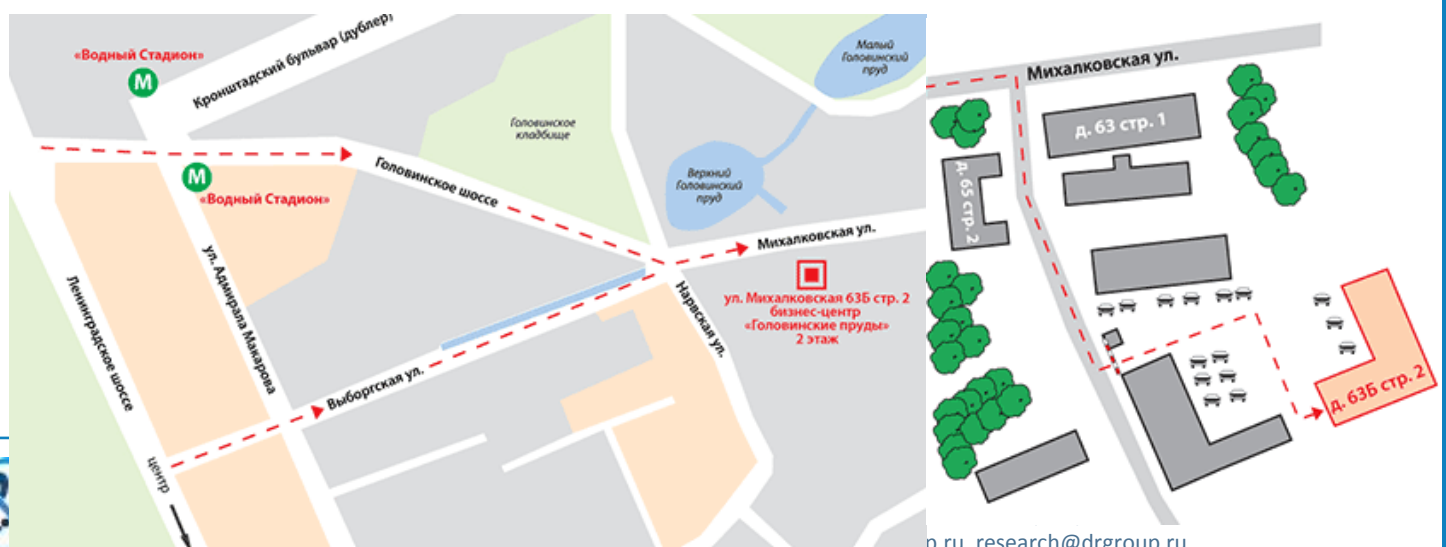 «Водный Стадион»
М
Кронштадский бульвар (дублер)
Малый
Головинский
пруд
Головинское
кладбище
Головинское шоссе
Верхний
Головинский
пруд
М
«Водный Стадион»
ул. Адмирала Макарова
Ленинградское шоссе
Михалковская ул.
ул. Михалковская 63Б стр. 2
бизнес-центр
«Головинские пруды»
2 этаж
Нарвская ул.
Выборгская ул.
центр
Михалковская ул.
д. 63 стр. 1
д. 65 стр. 2
д. 63Б стр. 2
research@drgroup.ru